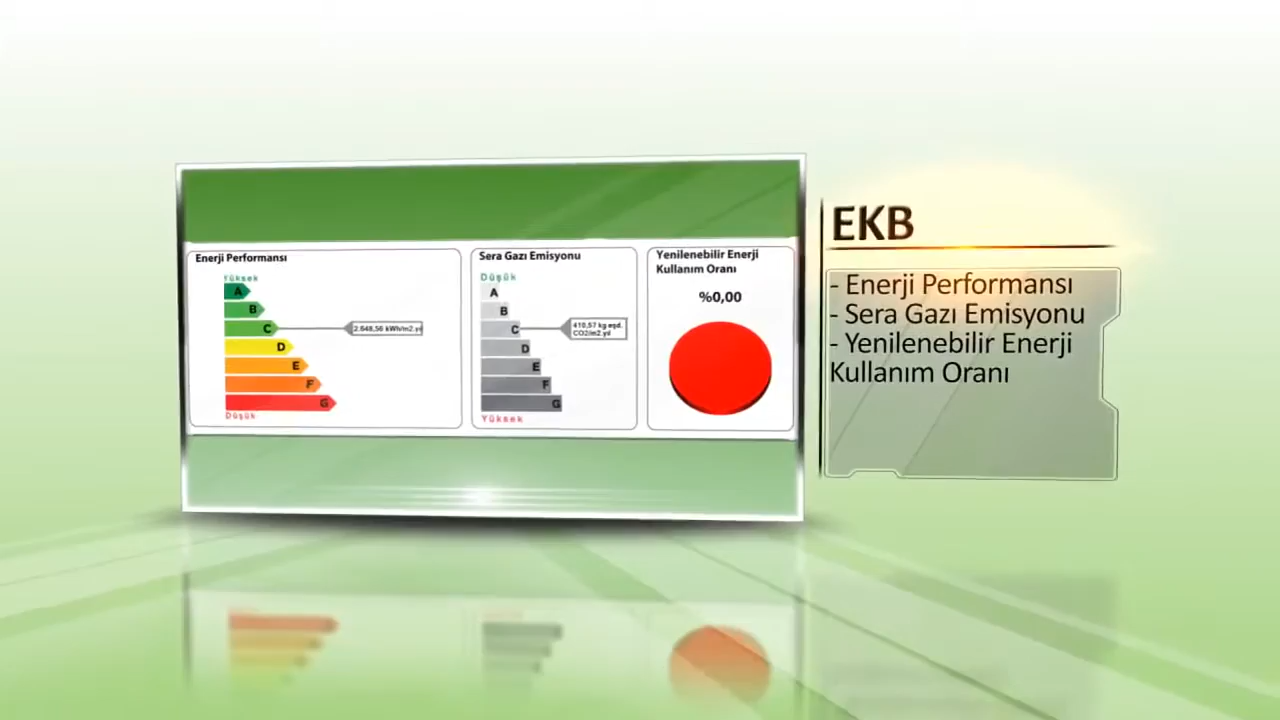 Enerji Performansı
Yüksek
A
B
C
2.648,56 kWh/m2.yıl
D
E
F
G
Düşük
Sera Gazı Emisyonu
Düşük
A
B
C
410,57 kg eşd.
CO2/m2.yıl
D
E
F
G
Yüksek
Yenilenebilir Enerji
Kullanım Oranı
%0,00
EKB
- Enerji Performansı
- Sera Gazı Emisyonu
- Yenilenebilir Enerji
Kullanım Oranı